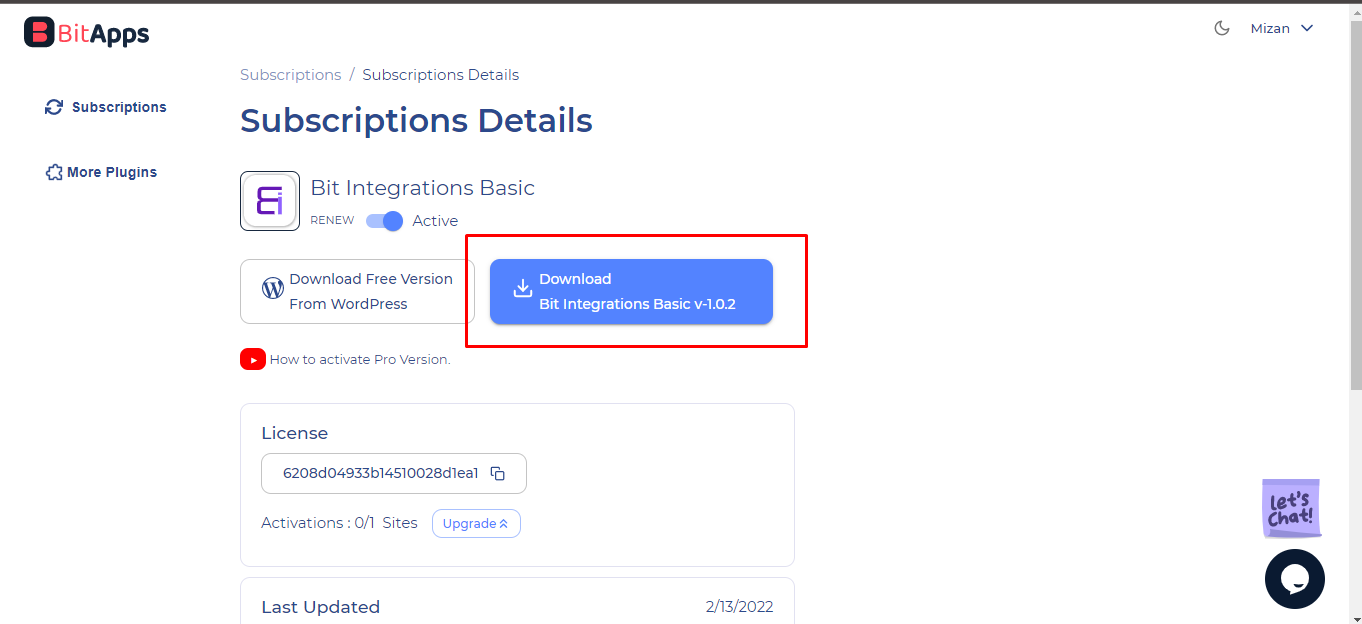 BitApps
Mizan
Subscriptions / Subscriptions Details
Subscriptions
Subscriptions Details
More Plugins
Bit Integrations Basic
RENEW Active
Download Free Version
From WordPress
Download
Bit Integrations Basic v-1.0.2
How to activate Pro Version.
License
6208d04933b14510028d1ea1
Activations : 0/1 Sites Upgrade
Let's
Chat!
Last Updated 2/13/2022